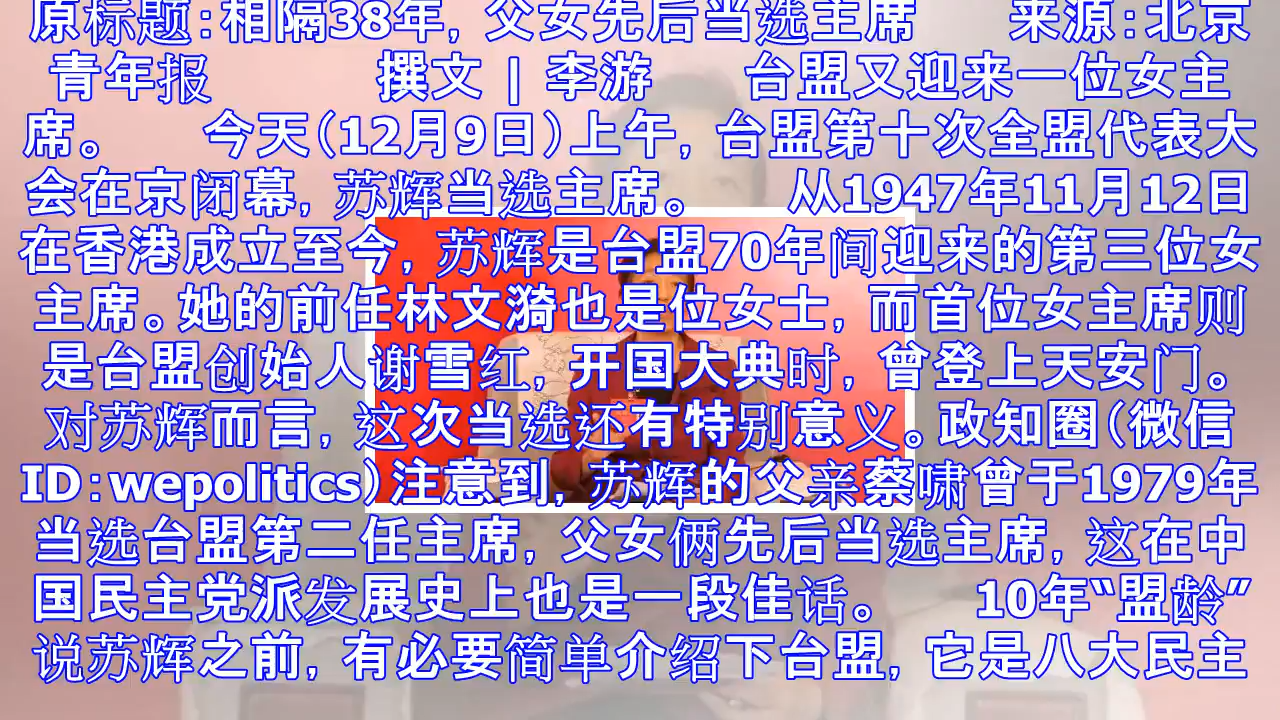 原标题：相隔38年，父女先后当选主席　　来源：北京
青年报　　　撰文 | 李游　　台盟又迎来一位女主
席。　　今天（12月9日）上午，台盟第十次全盟代表大
会在京闭幕，苏辉当选主席。　　从1947年11月12日
在香港成立至今，苏辉是台盟70年间迎来的第三位女
主席。她的前任林文漪也是位女士，而首位女主席则
是台盟创始人谢雪红，开国大典时，曾登上天安门。
对苏辉而言，这次当选还有特别意义。政知圈（微信
ID：wepolitics）注意到，苏辉的父亲蔡啸曾于1979年
当选台盟第二任主席，父女俩先后当选主席，这在中
国民主党派发展史上也是一段佳话。　　10年“盟龄”
说苏辉之前，有必要简单介绍下台盟，它是八大民主